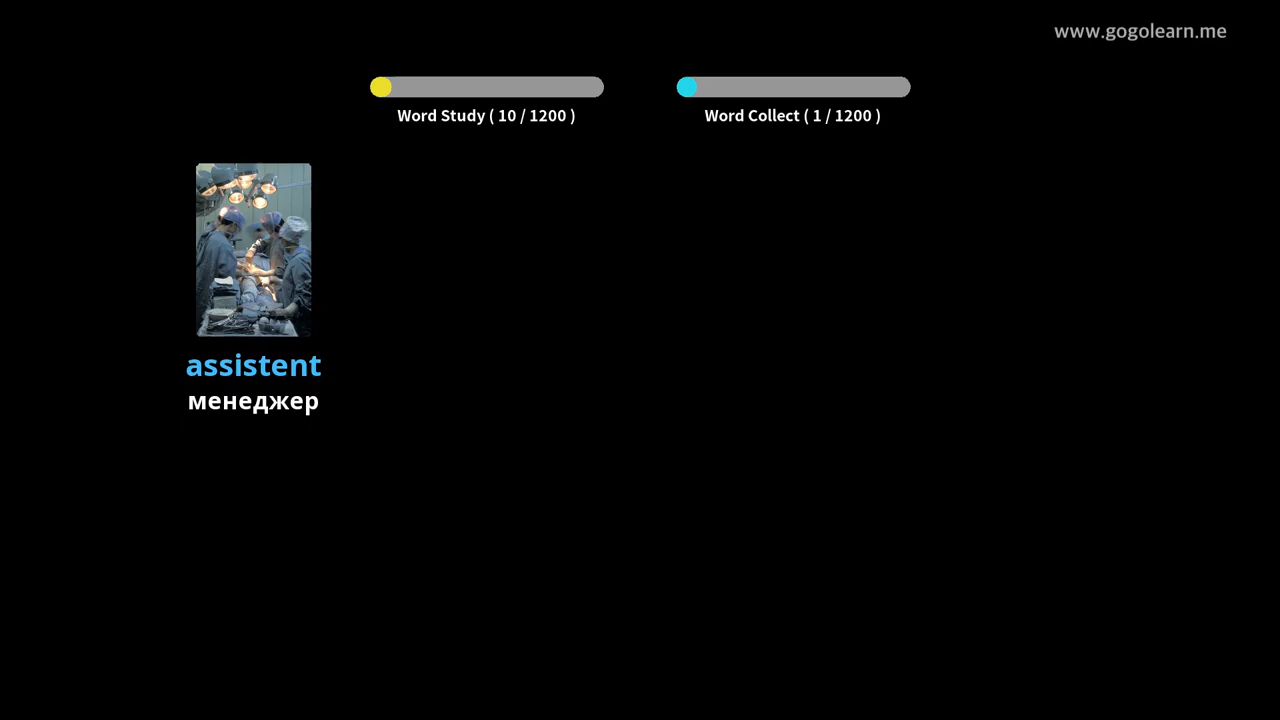 www.gogolearn.me
Word Study ( 10 / 1200 )
Word Collect ( 1 / 1200 )
assistent
менеджер